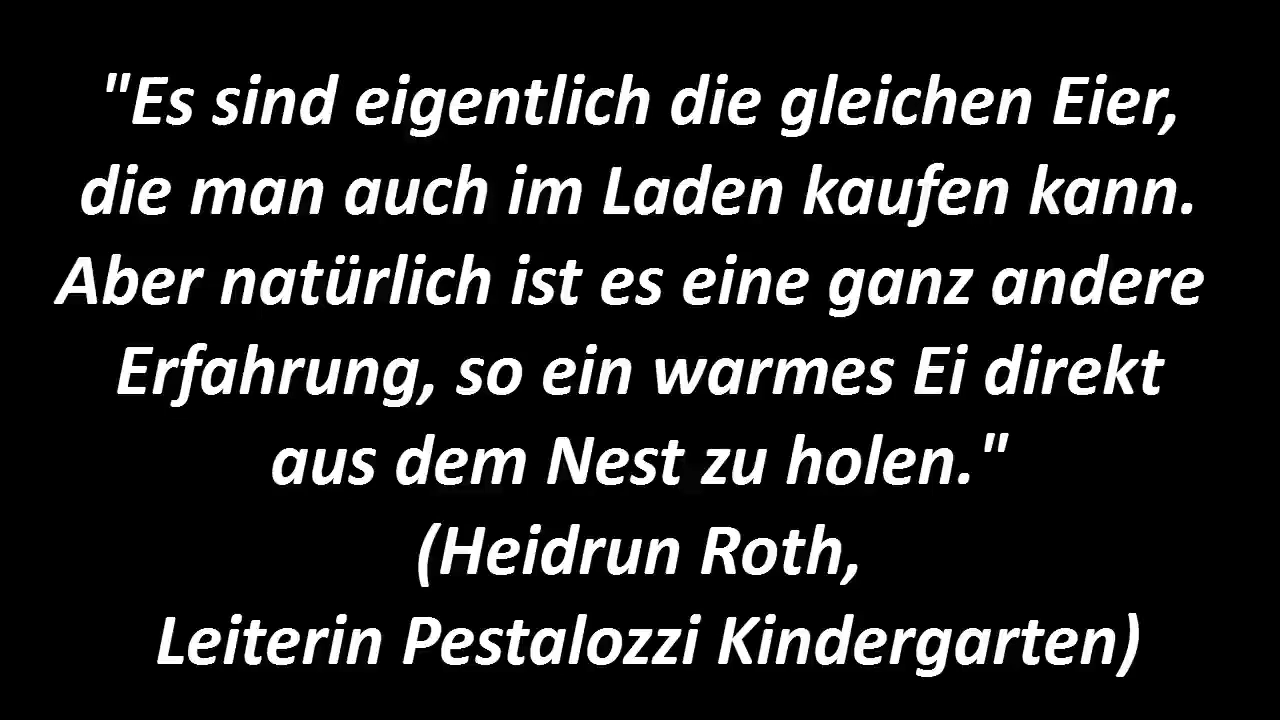 "Es sind eigentlich die gleichen Eier,
die man auch im Laden kaufen kann.
Aber natürlich ist es eine ganz andere
Erfahrung, so ein warmes Ei direkt
aus dem Nest zu holen."
(Heidrun Roth,
Leiterin Pestalozzi Kindergarten)